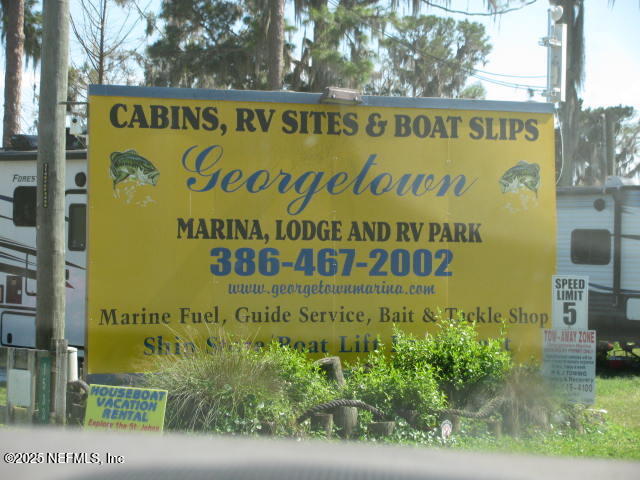 CABINS, RV SITES & BOAT SLIPS
Georgetown
MARINA, LODGE AND RV PARK
386-467-2002
www.georgetownmarina.com
Marine Fuel, Guide Service, Bait & Tackle Shop
Boat Lift
SPEED
LIMIT
5
TOW-AWAY ZONE
HOUSEBOAT
VACATION
RENTAL
Explore the St. Johns
©2025 NEFMLS, Inc